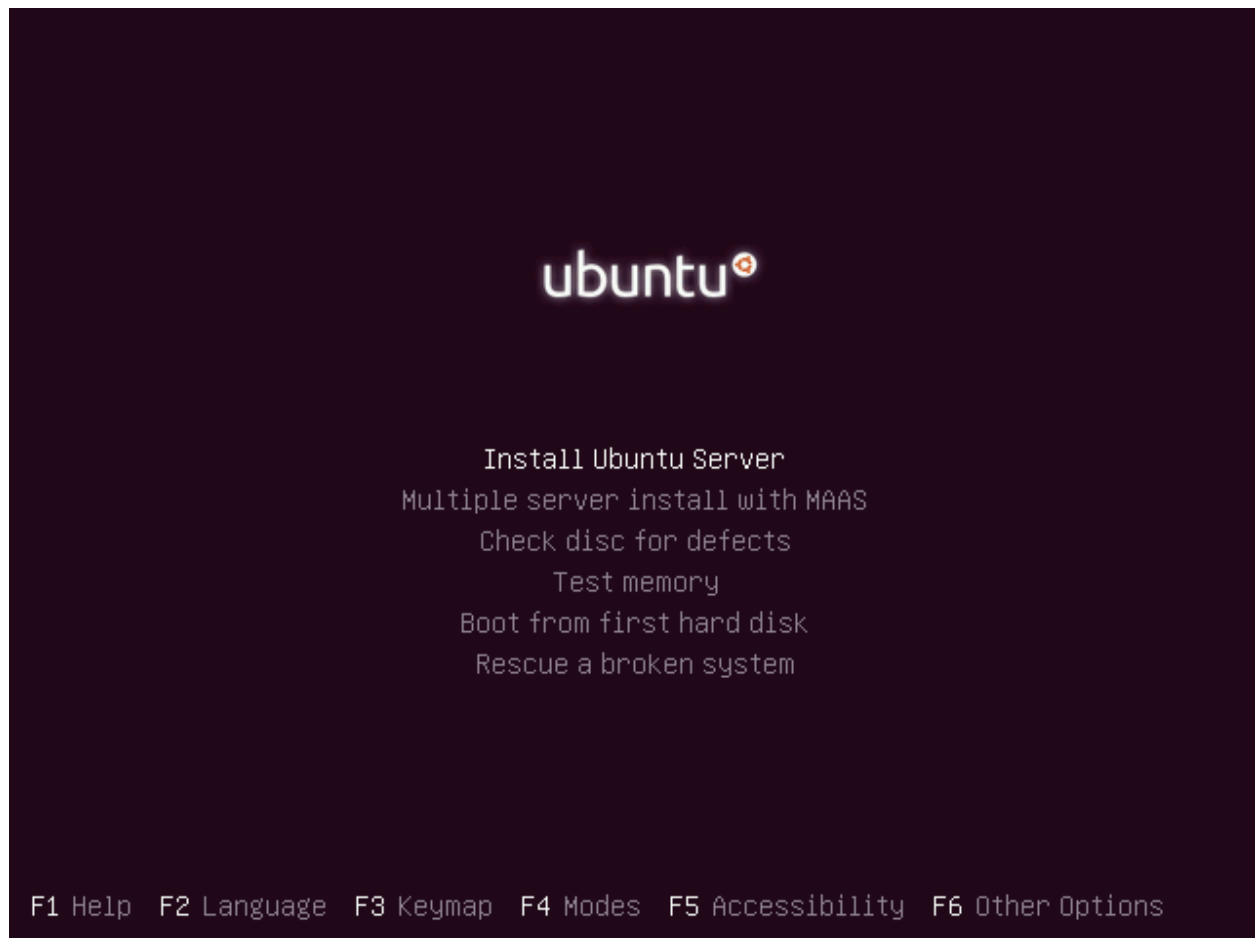 ubuntu
Install Ubuntu Server
Multiple server install with MAAS
Check disc for defects
Test memory
Boot from first hard disk
Rescue a broken system
F1 Help F2 Language F3 Keymap F4 Modes F5 Accessibility F6 Other Options